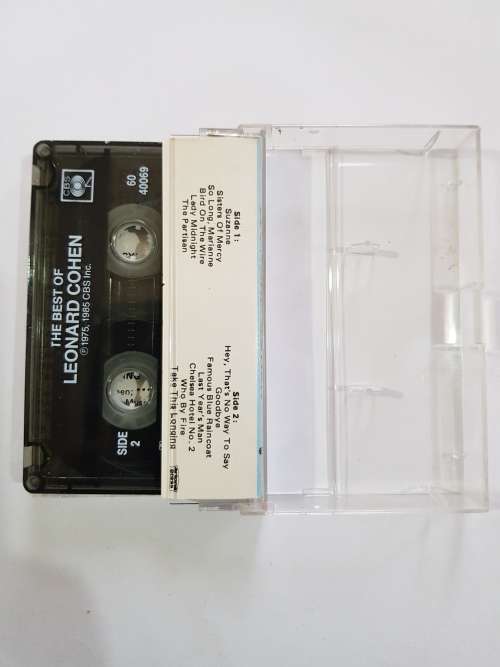 CBS
60
40069
THE BEST OF
LEONARD COHEN
℗1975, 1985 CBS Inc.
SIDE
2
Side 1:
Suzanne
Sisters Of Mercy
So Long, Marianne
Bird On The Wire
Lady Midnight
The Partisan
Side 2:
Hey, That's No Way To Say
Goodbye
Famous Blue Raincoat
Last Year's Man
Chelsea Hotel No. 2
Who By Fire
Take This Longing